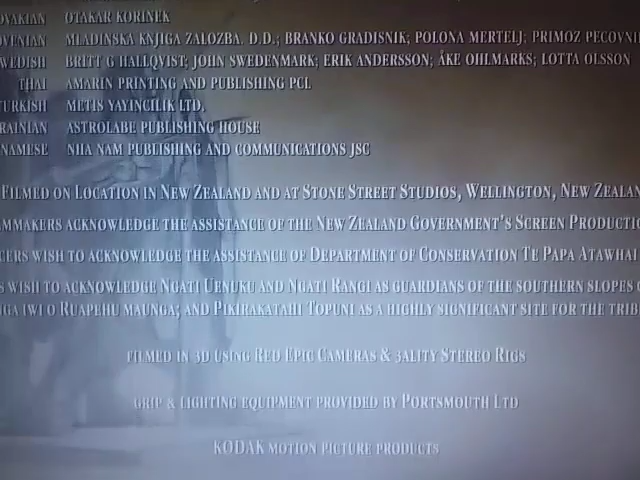 OVAKIAN OTAKAR KORINEK
OVENIAN MLADINSKA KNJIGA ZALOZBA, D.D.; BRANKO GRADISNIK; POLONA MERTELJ; PRIMOZ PECOVNI
WEDISH BRITT G HALLQVIST; JOHN SWEDENMARK; ERIK ANDERSSON; ÅKE OHLMARKS; LOTTA OLSSON
THAI AMARIN PRINTING AND PUBLISHING PCL
TURKISH METIS YAYINCILIK LTD.
RAINIAN ASTROLABE PUBLISHING HOUSE
NAMESE NHA NAM PUBLISHING AND COMMUNICATIONS JSC
FILMED ON LOCATION IN NEW ZEALAND AND AT STONE STREET STUDIOS, WELLINGTON, NEW ZEALAN
MMAKERS ACKNOWLEDGE THE ASSISTANCE OF THE NEW ZEALAND GOVERNMENT'S SCREEN PRODUCTIO
CERS WISH TO ACKNOWLEDGE THE ASSISTANCE OF DEPARTMENT OF CONSERVATION TE PAPA ATAWHAI
S WISH TO ACKNOWLEDGE NGATI UENUKU AND NGATI RANGI AS GUARDIANS OF THE SOUTHERN SLOPES O
NGA IWI O RUAPEHU MAUNGA; AND PIKIRAKATAHI TOPUNI AS A HIGHLY SIGNIFICANT SITE FOR THE TRIB
FILMED IN 3D USING RED EPIC CAMERAS & 3ALITY STEREO RIGS
GRIP & LIGHTING EQUIPMENT PROVIDED BY PORTSMOUTH LTD
KODAK MOTION PICTURE PRODUCTS